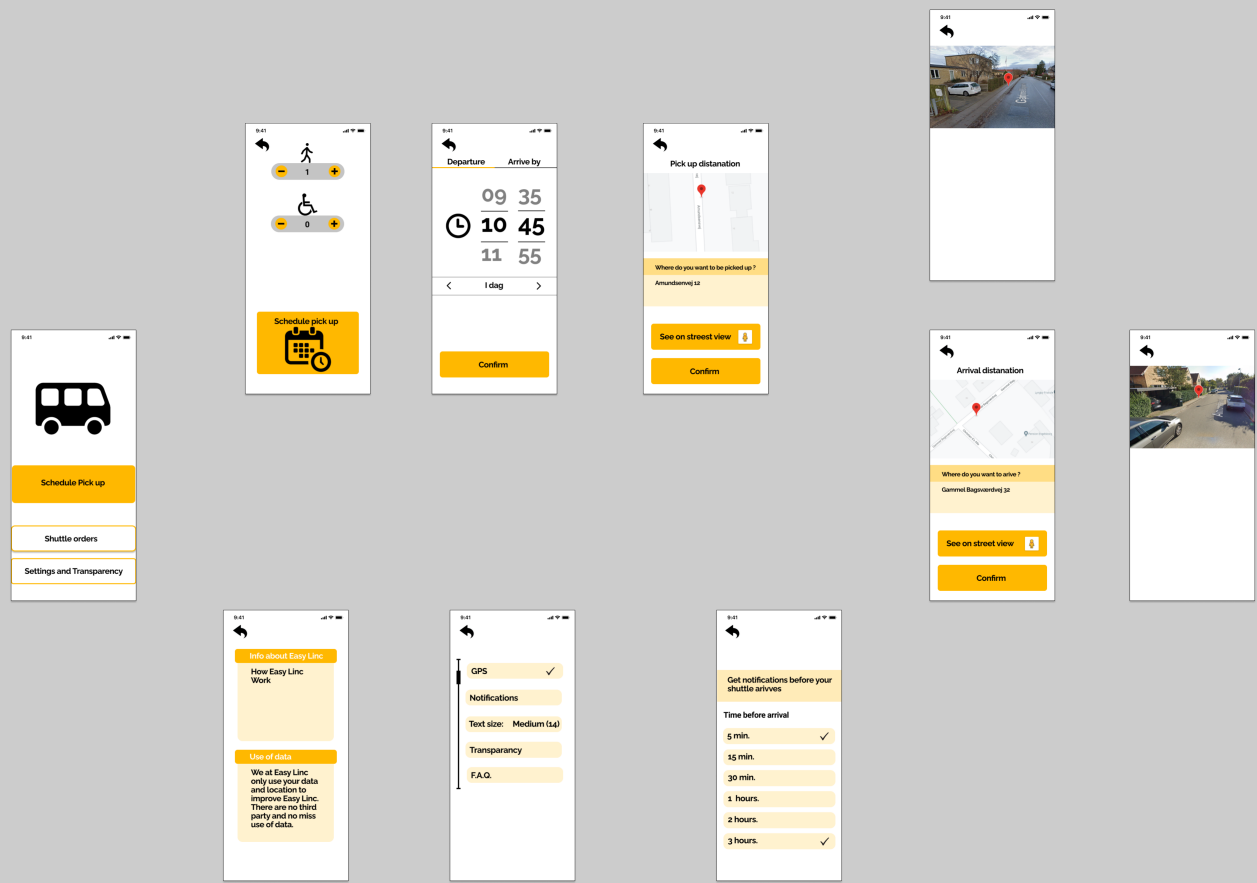 9:41
9:41
1
0
Schedule pick up
9:41
Departure Arrive by
09 35
10 45
11 55
I dag
Confirm
9:41
Pick up distanation
Where do you want to be picked up ?
Amundsenvej 12
See on streest view
Confirm
9:41
Schedule Pick up
Shuttle orders
Settings and Transparency
9:41
Arrival distanation
Where do you want to arive ?
Gammel Bagsværdvej 32
See on street view
Confirm
9:41
9:41
Info about Easy Linc
How Easy Linc
Work
Use of data
We at Easy Linc
only use your data
and location to
improve Easy Linc.
There are no third
party and no miss
use of data.
9:41
GPS
Notifications
Text size: Medium (14)
Transparancy
F.A.Q.
9:41
Get notifications before your
shuttle arivves
Time before arrival
5 min.
15 min.
30 min.
1 hours.
2 hours.
3 hours.